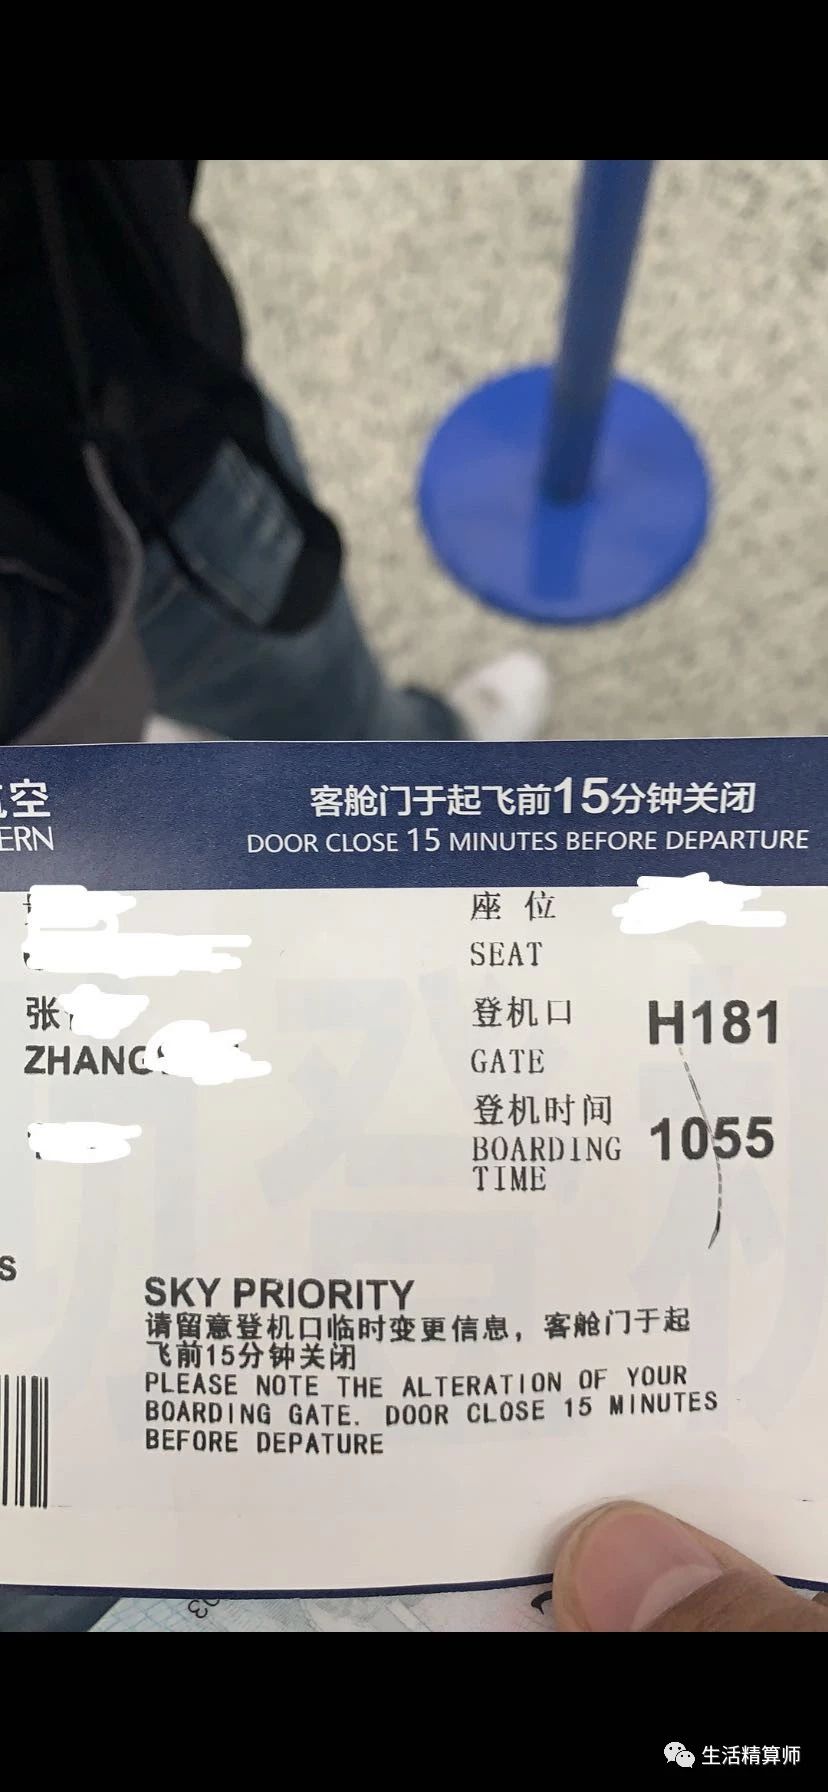 空
ERN
客舱门于起飞前15分钟关闭
DOOR CLOSE 15 MINUTES BEFORE DEPARTURE
座 位
SEAT
张
ZHANG
登机口
GATE
H181
登机时间
BOARDING
TIME
1055
S
SKY PRIORITY
请留意登机口临时变更信息，客舱门于起
飞前15分钟关闭
PLEASE NOTE THE ALTERATION OF YOUR
BOARDING GATE. DOOR CLOSE 15 MINUTES
BEFORE DEPATURE
03
生活精算师